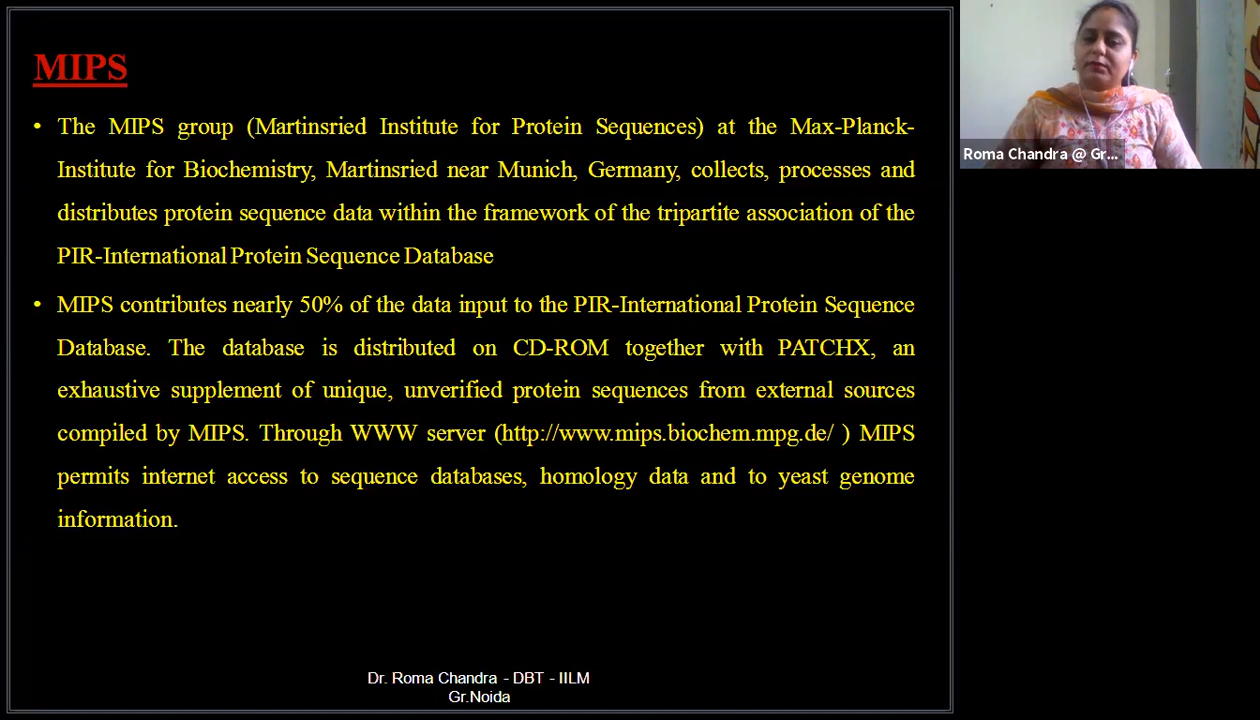 MIPS
• The MIPS group (Martinsried Institute for Protein Sequences) at the Max-Planck-
Institute for Biochemistry, Martinsried near Munich, Germany, collects, processes and
distributes protein sequence data within the framework of the tripartite association of the
PIR-International Protein Sequence Database
• MIPS contributes nearly 50% of the data input to the PIR-International Protein Sequence
Database. The database is distributed on CD-ROM together with PATCHX, an
exhaustive supplement of unique, unverified protein sequences from external sources
compiled by MIPS. Through WWW server (http://www.mips.biochem.mpg.de/ ) MIPS
permits internet access to sequence databases, homology data and to yeast genome
information.
Dr. Roma Chandra - DBT - IILM
Gr.Noida
Roma Chandra @ Gr...